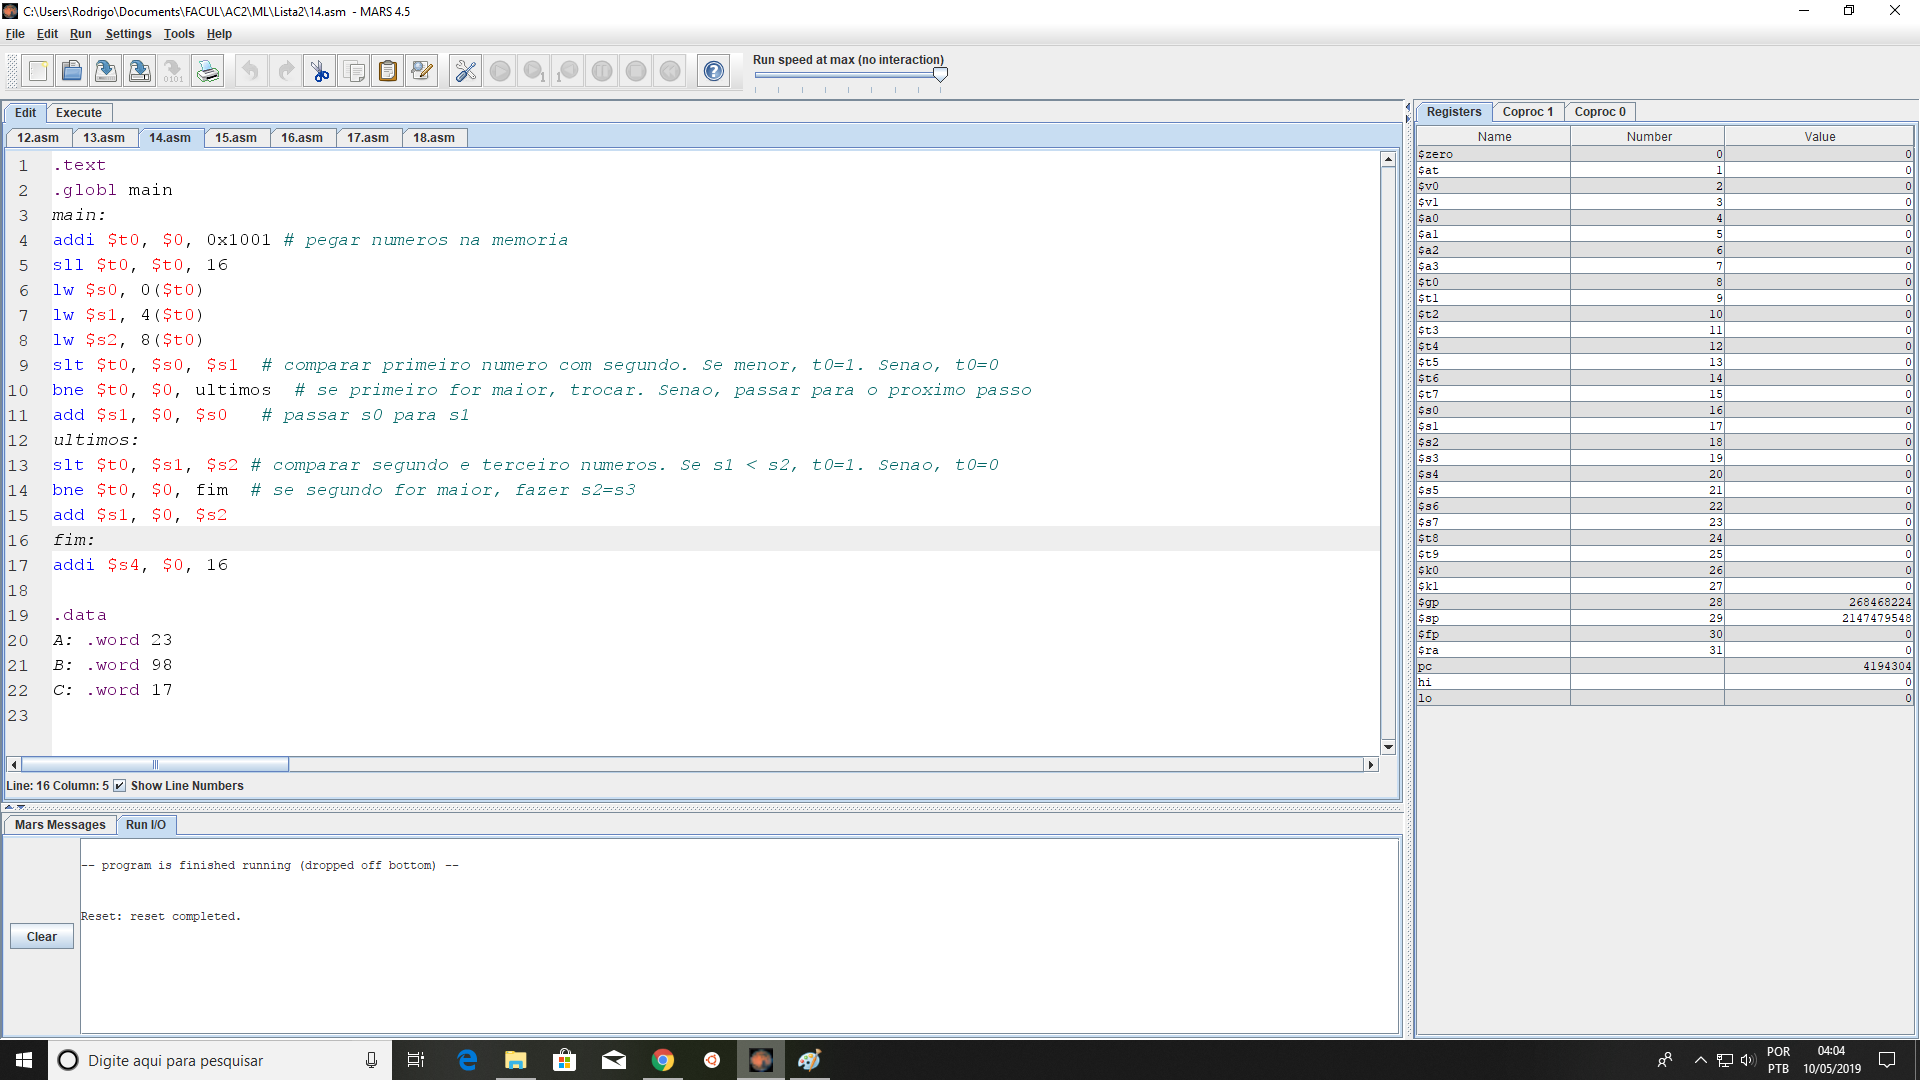 C:\Users\Rodrigo\Documents\FACUL\AC2\ML\Lista2\14.asm - MARS 4.5
File Edit Run Settings Tools Help
Run speed at max (no interaction)
Edit Execute
12.asm 13.asm 14.asm 15.asm 16.asm 17.asm 18.asm
1 .text
2 .globl main
3 main:
4 addi $t0, $0, 0x1001 # pegar numeros na memoria
5 sll $t0, $t0, 16
6 lw $s0, 0($t0)
7 lw $s1, 4($t0)
8 lw $s2, 8($t0)
9 slt $t0, $s0, $s1 # comparar primeiro numero com segundo. Se menor, t0=1. Senao, t0=0
10 bne $t0, $0, ultimos # se primeiro for maior, trocar. Senao, passar para o proximo passo
11 add $s1, $0, $s0 # passar s0 para s1
12 ultimos:
13 slt $t0, $s1, $s2 # comparar segundo e terceiro numeros. Se s1 < s2, t0=1. Senao, t0=0
14 bne $t0, $0, fim # se segundo for maior, fazer s2=s3
15 add $s1, $0, $s2
16 fim:
17 addi $s4, $0, 16
18
19 .data
20 A: .word 23
21 B: .word 98
22 C: .word 17
23
Line: 16 Column: 5 Show Line Numbers
Mars Messages Run I/O
-- program is finished running (dropped off bottom) --
Reset: reset completed.
Clear
Registers Coproc 1 Coproc 0
Name Number Value
$zero 0 0
$at 1 0
$v0 2 0
$v1 3 0
$a0 4 0
$a1 5 0
$a2 6 0
$a3 7 0
$t0 8 0
$t1 9 0
$t2 10 0
$t3 11 0
$t4 12 0
$t5 13 0
$t6 14 0
$t7 15 0
$s0 16 0
$s1 17 0
$s2 18 0
$s3 19 0
$s4 20 0
$s5 21 0
$s6 22 0
$s7 23 0
$t8 24 0
$t9 25 0
$k0 26 0
$k1 27 0
$gp 28 268468224
$sp 29 2147479548
$fp 30 0
$ra 31 0
pc 4194304
hi 0
lo 0
Digite aqui para pesquisar
POR
PTB
04:04
10/05/2019